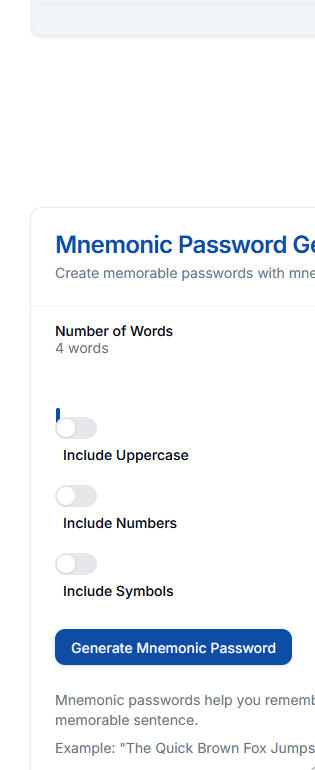 Mnemonic Password Ge
Create memorable passwords with mne
Number of Words
4 words
Include Uppercase
Include Numbers
Include Symbols
Generate Mnemonic Password
Mnemonic passwords help you rememb
memorable sentence.
Example: "The Quick Brown Fox Jumps